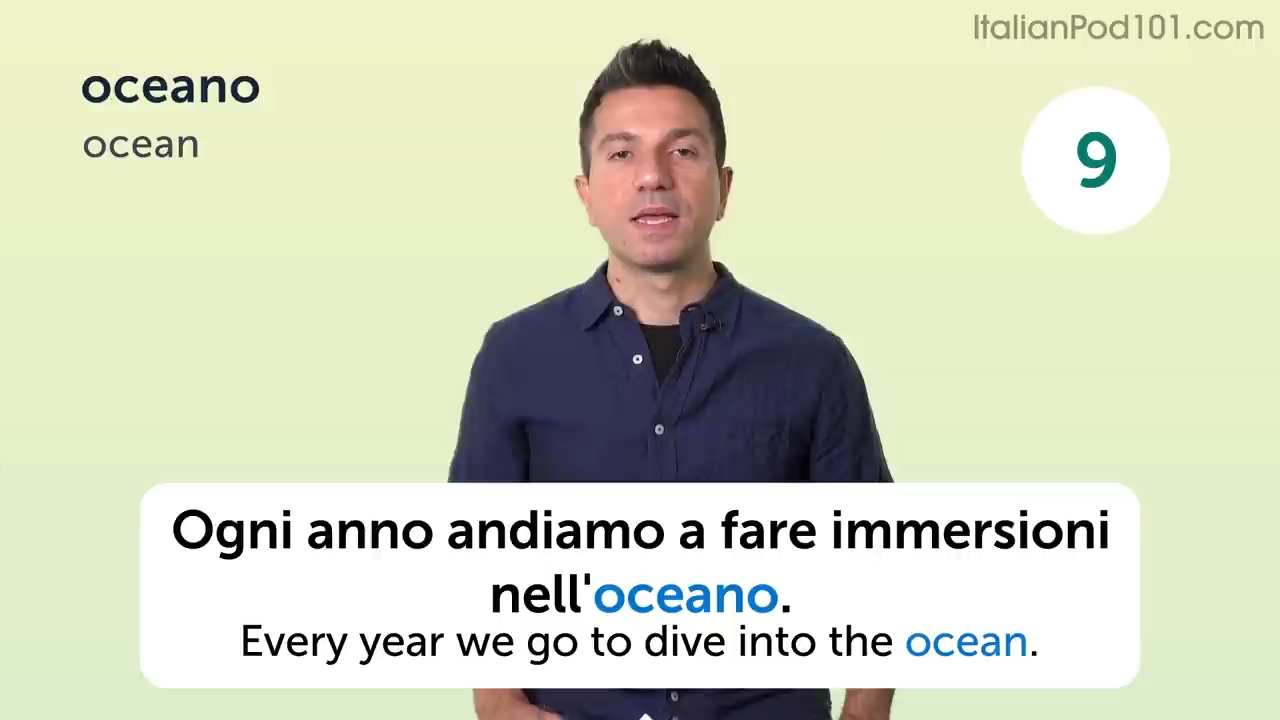 ItalianPod101.com
oceano
ocean
9
Ogni anno andiamo a fare immersioni
nell'oceano.
Every year we go to dive into the ocean.